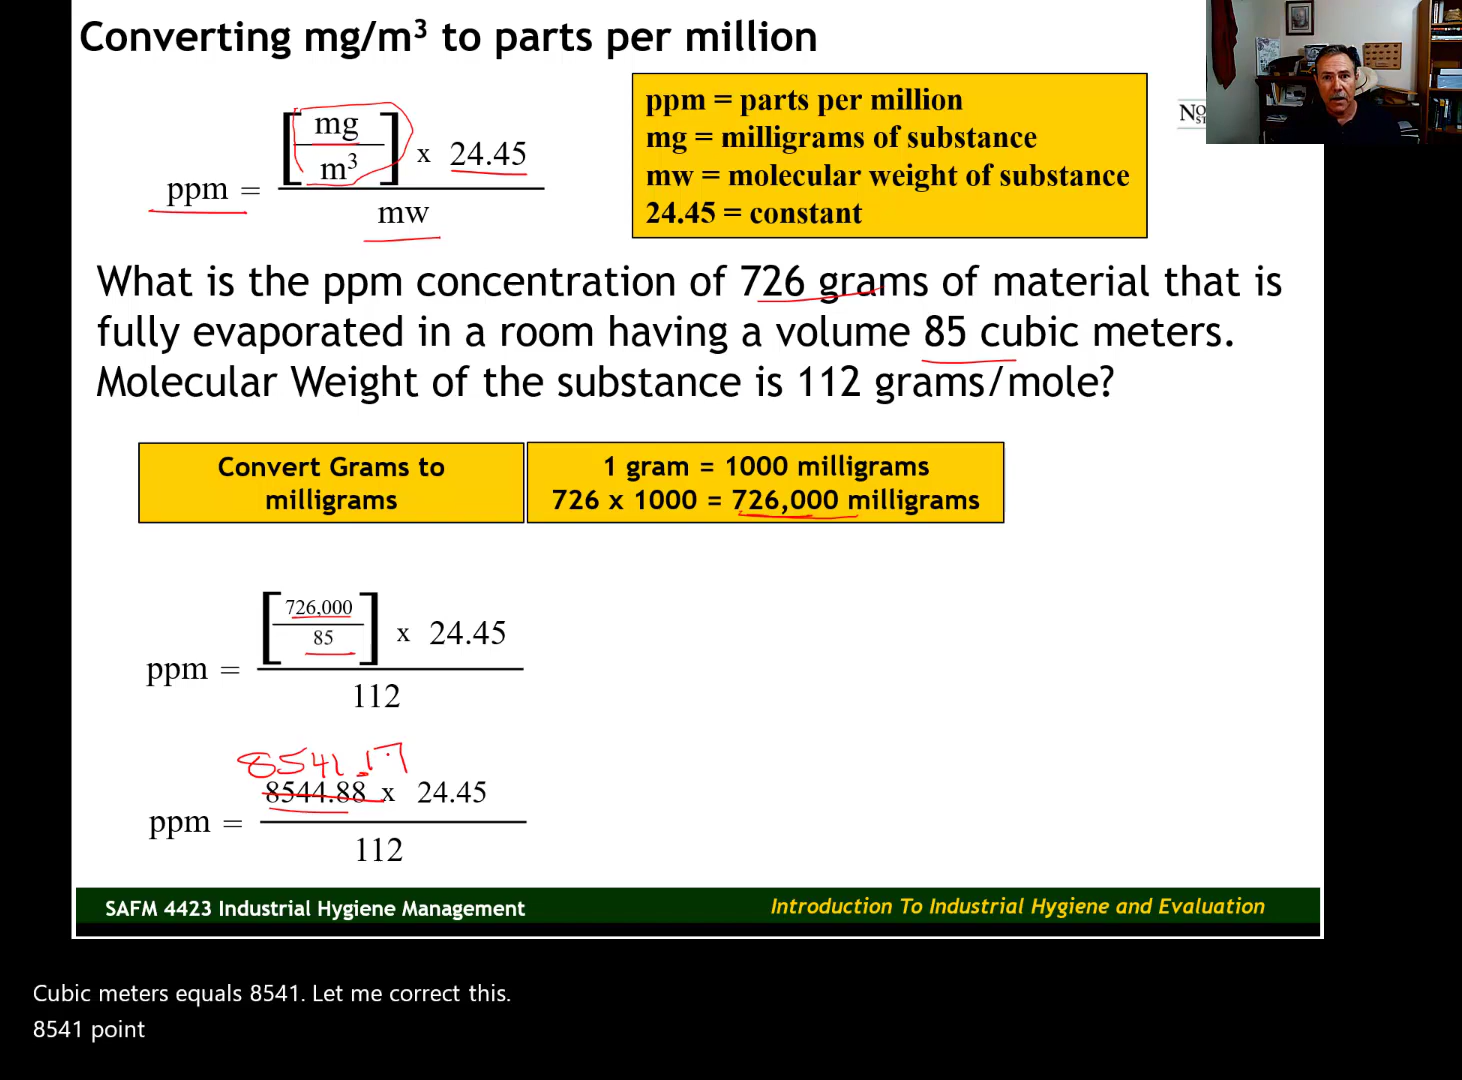 Converting mg/m³ to parts per million
ppm = [mg / m³] x 24.45 / mw
ppm = parts per million
mg = milligrams of substance
mw = molecular weight of substance
24.45 = constant
No
What is the ppm concentration of 726 grams of material that is
fully evaporated in a room having a volume 85 cubic meters.
Molecular Weight of the substance is 112 grams/mole?
Convert Grams to
milligrams
1 gram = 1000 milligrams
726 x 1000 = 726,000 milligrams
ppm = [726,000 / 85] x 24.45 / 112
8541.17
ppm = 8544.88 x 24.45 / 112
SAFM 4423 Industrial Hygiene Management
Introduction To Industrial Hygiene and Evaluation
Cubic meters equals 8541. Let me correct this.
8541 point